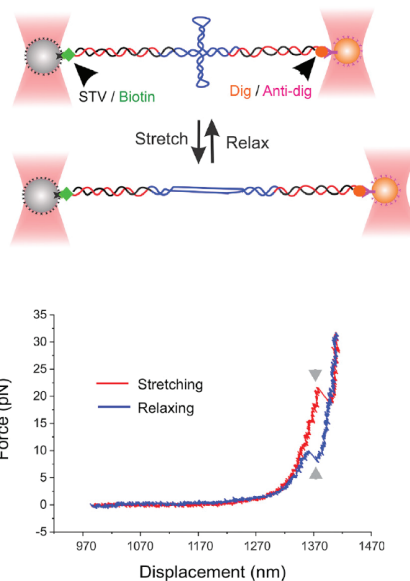 STV / Biotin
Dig / Anti-dig
Stretch
Relax
35
30
25
20
15
10
5
0
-5
Force (pN)
Stretching
Relaxing
970
1070
1170
1270
1370
1470
Displacement (nm)